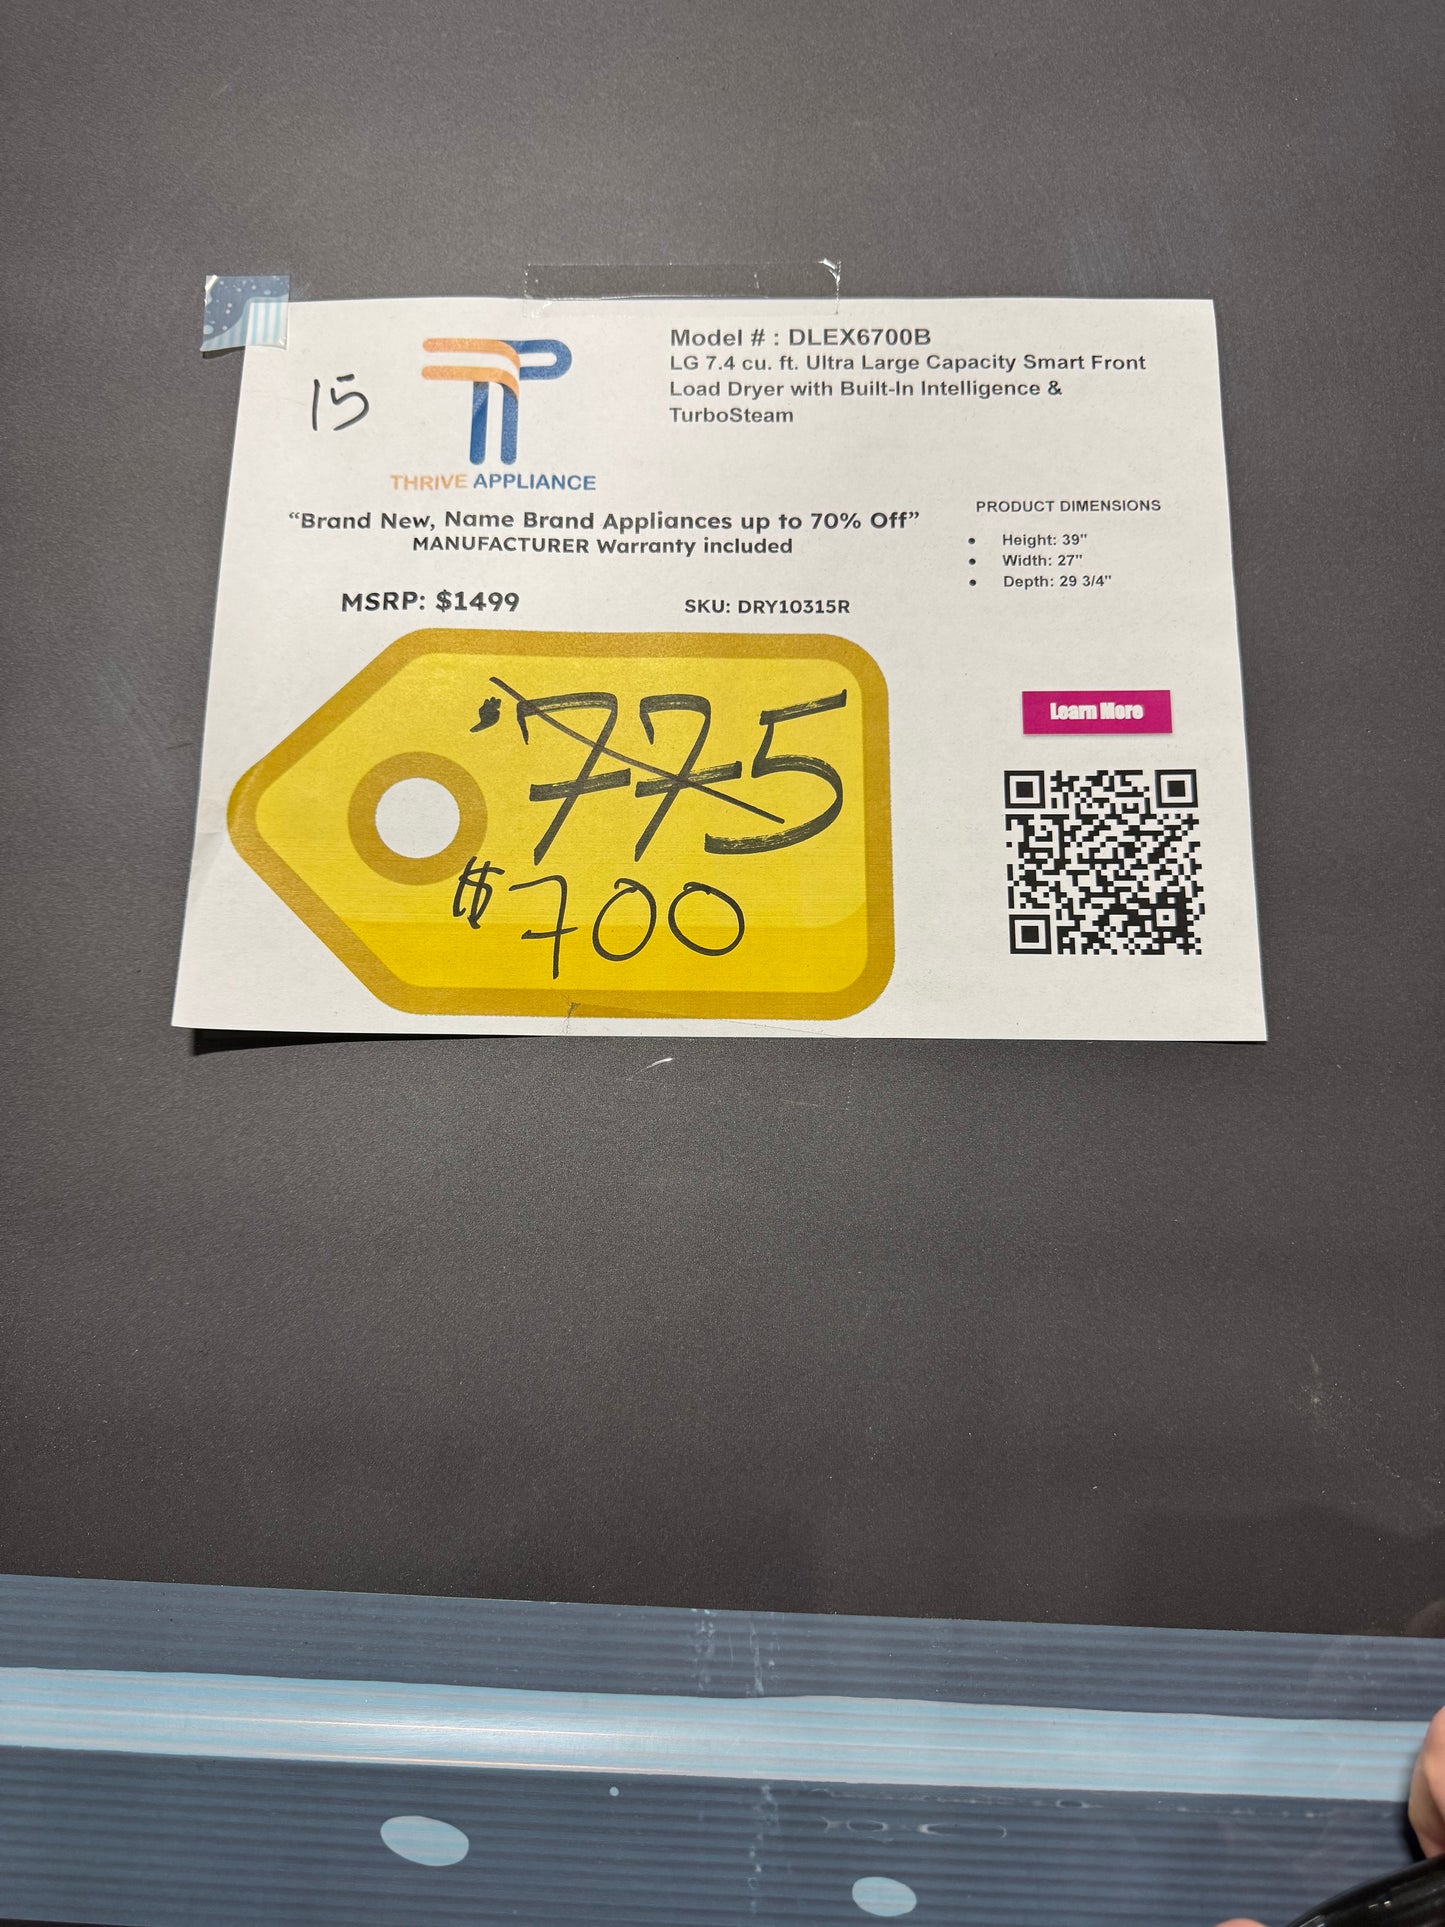 15
THRIVE APPLIANCE
Model # : DLEX6700B
LG 7.4 cu. ft. Ultra Large Capacity Smart Front
Load Dryer with Built-In Intelligence &
TurboSteam
“Brand New, Name Brand Appliances up to 70% Off”
MANUFACTURER Warranty included
MSRP: $1499
SKU: DRY10315R
PRODUCT DIMENSIONS
• Height: 39"
• Width: 27"
• Depth: 29 3/4"
$775
$700
Learn More